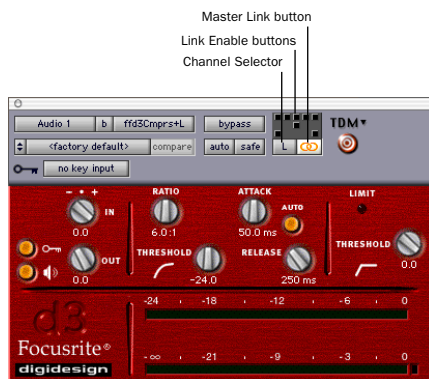 Master Link button
Link Enable buttons
Channel Selector
Audio 1 b ffd3Cmprs+L bypass TDM
<factory default> compare auto safe L
no key input
RATIO ATTACK LIMIT
- • + IN AUTO
0.0 6.0:1 50.0 ms
THRESHOLD RELEASE THRESHOLD
OUT
0.0 -24.0 250 ms 0.0
-24 -18 -12 -6 0
d3
Focusrite®
digidesign
-∞ -21 -9 -3 0